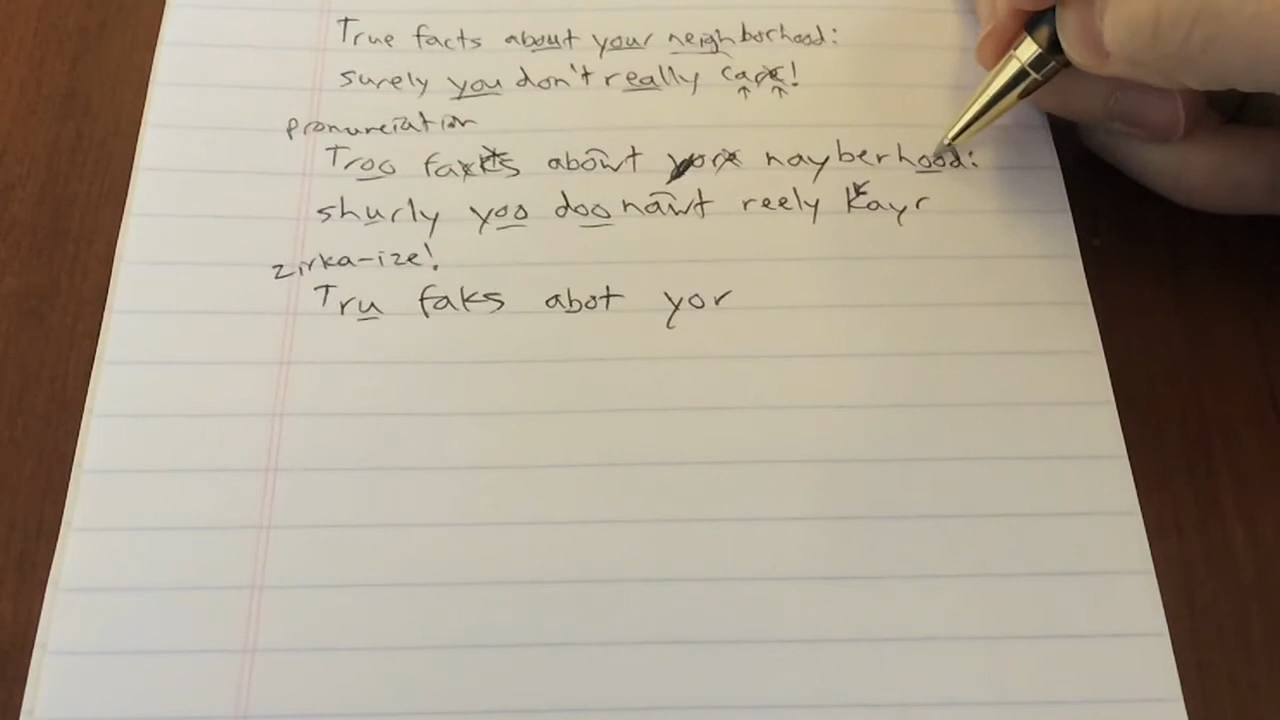 True facts about your neighborhood:
surely you don't really care!
pronunciation
Troo faks about nayberhood:
shurly yoo doo nawt reely Kayr
zirka-ize!
Tru faks abot yor